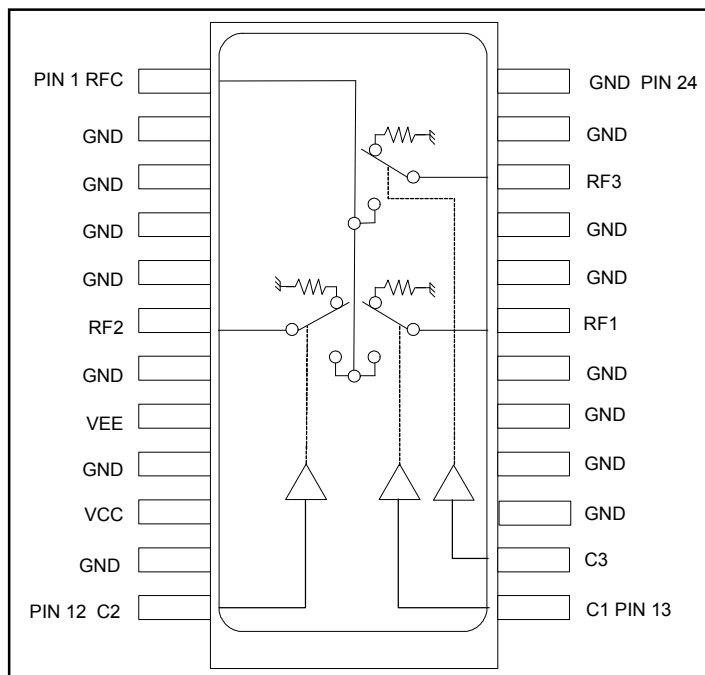 PIN 1 RFC
GND
GND
GND
GND
RF2
GND
VEE
GND
VCC
GND
PIN 12 C2
GND PIN 24
GND
RF3
GND
GND
RF1
GND
GND
GND
GND
C3
C1 PIN 13